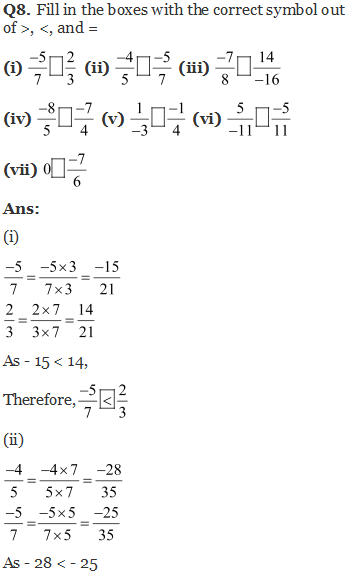 Q8. Fill in the boxes with the correct symbol out
of >, <, and =
(i) -5/7 □ 2/3 (ii) -4/5 □ -5/7 (iii) -7/8 □ 14/-16
(iv) -8/5 □ -7/4 (v) 1/-3 □ -1/4 (vi) 5/-11 □ -5/11
(vii) 0 □ -7/6
Ans:
(i)
-5/7 = -5×3/7×3 = -15/21
2/3 = 2×7/3×7 = 14/21
As - 15 < 14,
Therefore, -5/7 [<] 2/3
(ii)
-4/5 = -4×7/5×7 = -28/35
-5/7 = -5×5/7×5 = -25/35
As - 28 < - 25